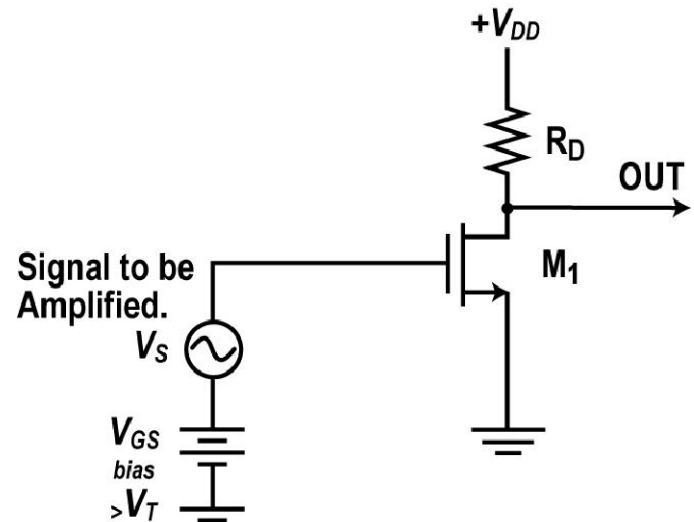 +VDD
RD
OUT
Signal to be
Amplified.
M1
VS
VGS
bias
>VT